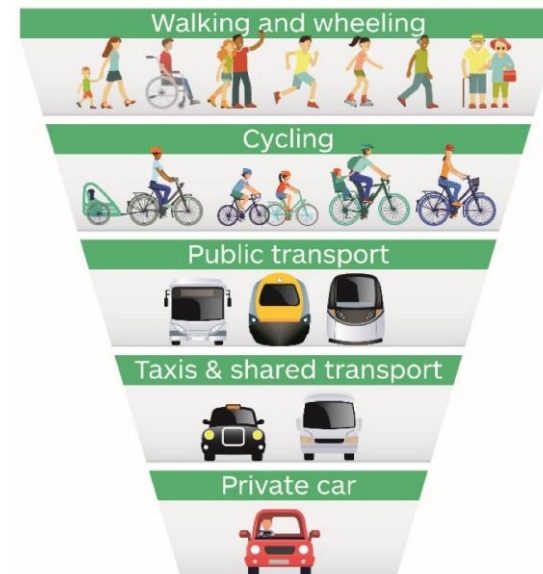 Walking and wheeling
Cycling
Public transport
Taxis & shared transport
Private car